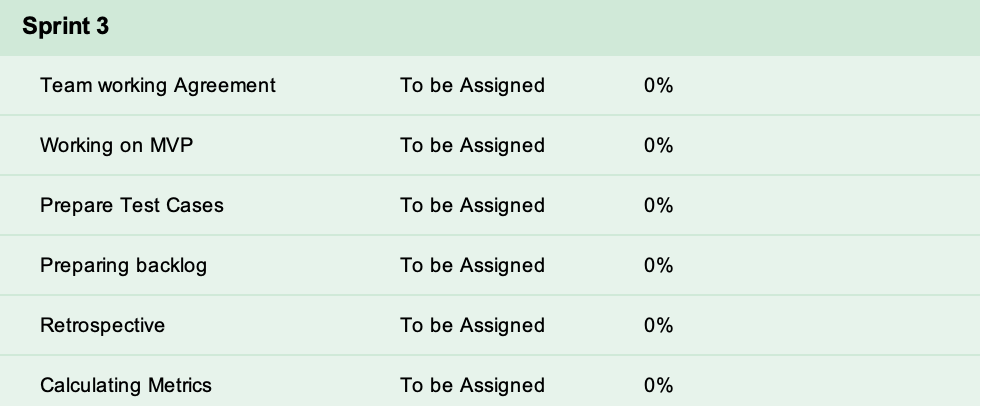 Sprint 3
Team working Agreement To be Assigned 0%
Working on MVP To be Assigned 0%
Prepare Test Cases To be Assigned 0%
Preparing backlog To be Assigned 0%
Retrospective To be Assigned 0%
Calculating Metrics To be Assigned 0%